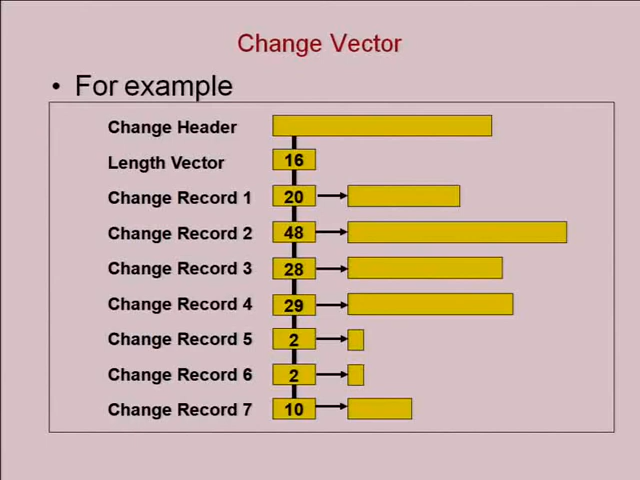 Change Vector
• For example
Change Header
Length Vector 16
Change Record 1 20
Change Record 2 48
Change Record 3 28
Change Record 4 29
Change Record 5 2
Change Record 6 2
Change Record 7 10